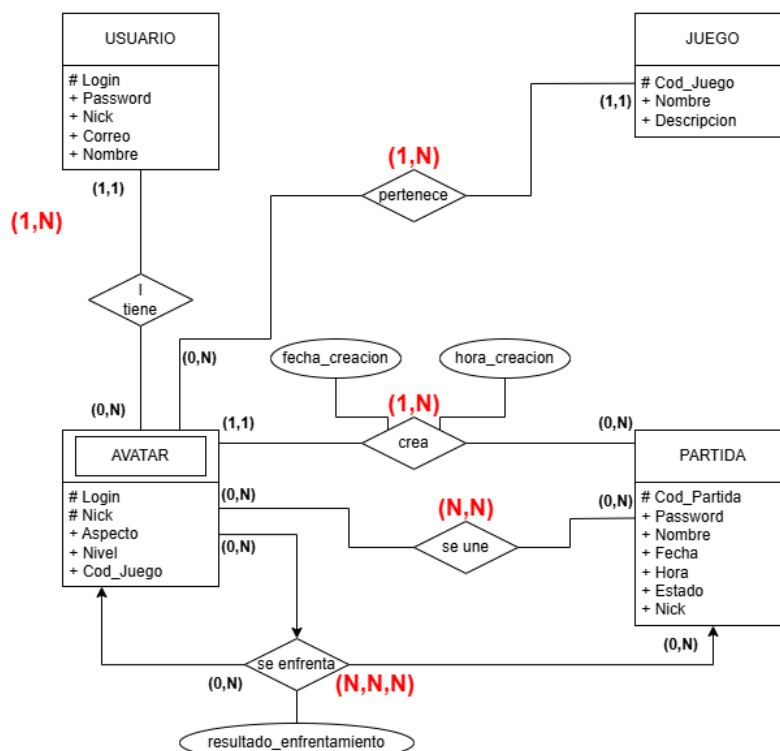 USUARIO
# Login
+ Password
+ Nick
+ Correo
+ Nombre
(1,1)
JUEGO
# Cod_Juego
+ Nombre
+ Descripcion
(1,1)
(1,N)
pertenece
(1,N)
I
tiene
(0,N)
(0,N)
fecha_creacion
hora_creacion
(1,N)
crea
(1,1)
(0,N)
AVATAR
# Login
# Nick
+ Aspecto
+ Nivel
+ Cod_Juego
PARTIDA
# Cod_Partida
+ Password
+ Nombre
+ Fecha
+ Hora
+ Estado
+ Nick
(0,N)
(N,N)
se une
(0,N)
(0,N)
se enfrenta
(0,N)
(N,N,N)
(0,N)
resultado_enfrentamiento